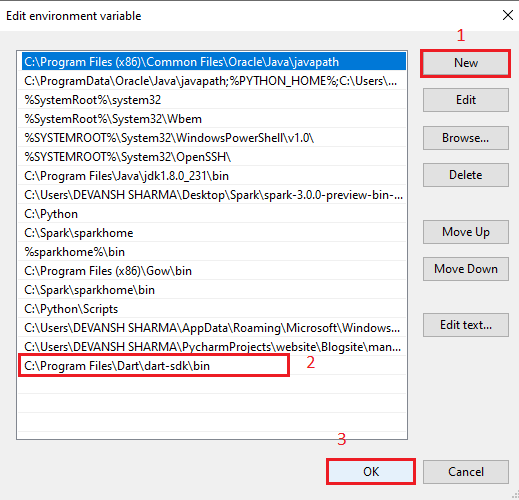 Edit environment variable
1
C:\Program Files (x86)\Common Files\Oracle\Java\javapath
New
C:\ProgramData\Oracle\Java\javapath;%PYTHON_HOME%;C:\Users\...
%SystemRoot%\system32
Edit
%SystemRoot%\System32\Wbem
%SYSTEMROOT%\System32\WindowsPowerShell\v1.0\
Browse...
%SYSTEMROOT%\System32\OpenSSH\
C:\Program Files\Java\jdk1.8.0_231\bin
Delete
C:\Users\DEVANSH SHARMA\Desktop\Spark\spark-3.0.0-preview-bin-...
C:\Python
C:\Spark\sparkhome
Move Up
%sparkhome%\bin
C:\Program Files (x86)\Gow\bin
Move Down
C:\Spark\sparkhome\bin
C:\Python\Scripts
C:\Users\DEVANSH SHARMA\AppData\Roaming\Microsoft\Windows...
Edit text...
C:\Users\DEVANSH SHARMA\PycharmProjects\website\Blogsite\man...
C:\Program Files\Dart\dart-sdk\bin
2
3
OK
Cancel